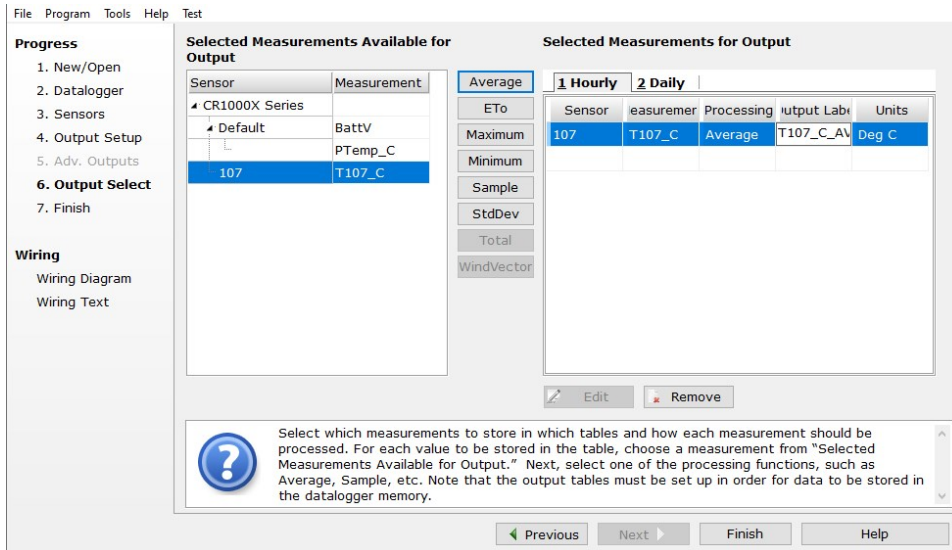 File Program Tools Help Test
Progress
1. New/Open
2. Datalogger
3. Sensors
4. Output Setup
5. Adv. Outputs
6. Output Select
7. Finish
Wiring
Wiring Diagram
Wiring Text
Selected Measurements Available for
Output
Sensor Measurement
CR1000X Series
Default BattV
PTemp_C
107 T107_C
Average
ETo
Maximum
Minimum
Sample
StdDev
Total
WindVector
Selected Measurements for Output
1 Hourly 2 Daily
Sensor easuremer Processing utput Labe Units
107 T107_C Average T107_C_AV Deg C
Edit Remove
Select which measurements to store in which tables and how each measurement should be
processed. For each value to be stored in the table, choose a measurement from “Selected
Measurements Available for Output.” Next, select one of the processing functions, such as
Average, Sample, etc. Note that the output tables must be set up in order for data to be stored in
the datalogger memory.
Previous Next Finish Help